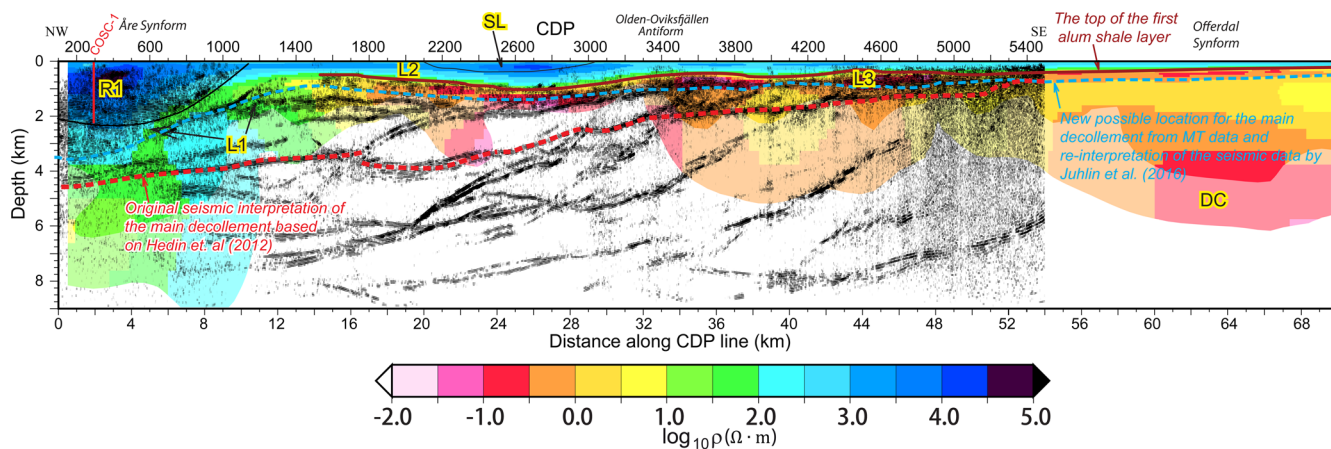 NW
COSC-1
Åre Synform
SL
CDP
Olden-Oviksfjällen
Antiform
SE
The top of the first
alum shale layer
Offerdal
Synform
200 600 1000 1400 1800 2200 2600 3000 3400 3800 4200 4600 5000 5400
Depth (km)
0
2
4
6
8
R1
L2
L3
L1
Original seismic interpretation of
the main decollement based
on Hedin et. al (2012)
New possible location for the main
decollement from MT data and
re-interpretation of the seismic data by
Juhlin et al. (2016)
DC
0 4 8 12 16 20 24 28 32 36 40 44 48 52 56 60 64 68
Distance along CDP line (km)
-2.0 -1.0 0.0 1.0 2.0 3.0 4.0 5.0
log10ρ(Ω · m)